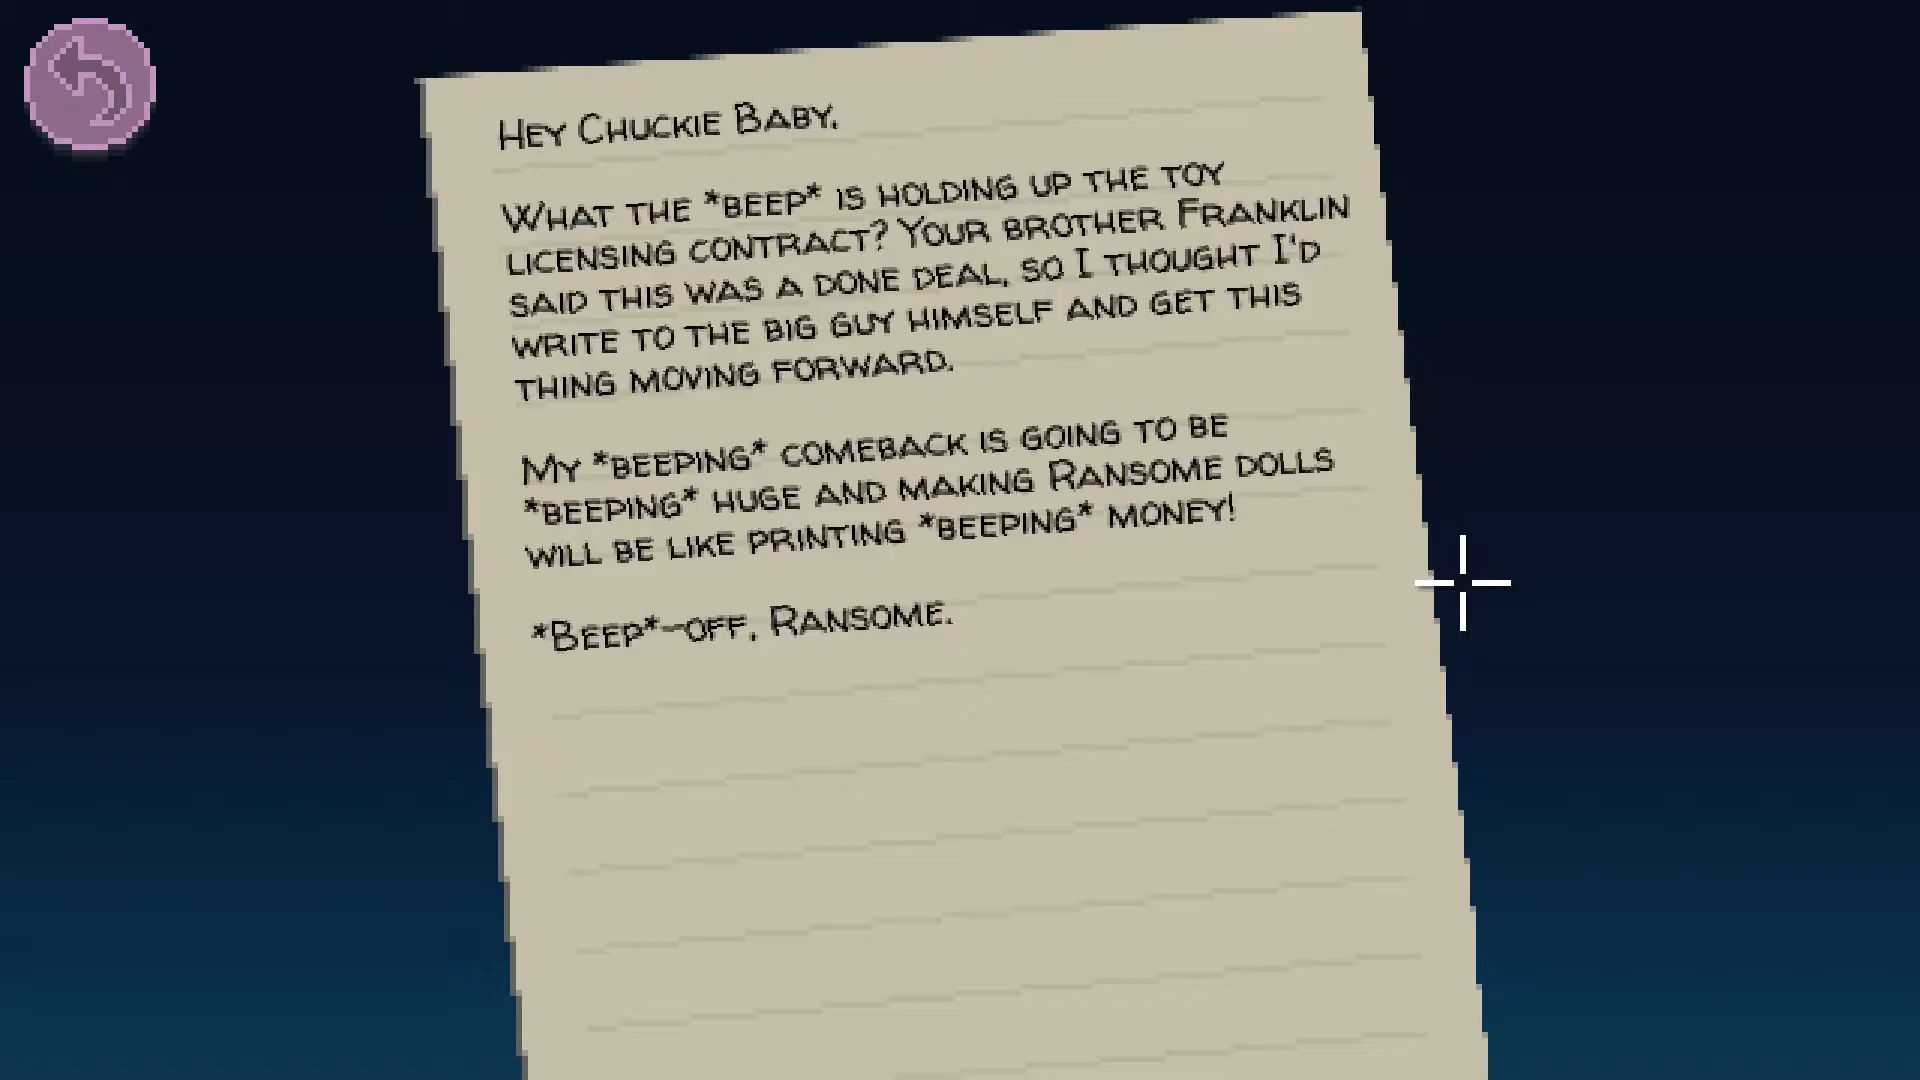 Hey Chuckie Baby,
What the *beep* is holding up the toy
licensing contract? Your brother Franklin
said this was a done deal, so I thought I'd
write to the big guy himself and get this
thing moving forward.
My *beeping* comeback is going to be
*beeping* huge and making Ransome dolls
will be like printing *beeping* money!
*Beep*-off, Ransome.